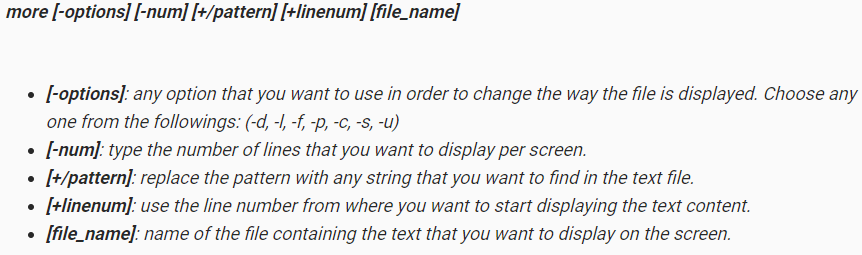 more [-options] [-num] [+/pattern] [+linenum] [file_name]
• [-options]: any option that you want to use in order to change the way the file is displayed. Choose any
one from the followings: (-d, -l, -f, -p, -c, -s, -u)
• [-num]: type the number of lines that you want to display per screen.
• [+/pattern]: replace the pattern with any string that you want to find in the text file.
• [+linenum]: use the line number from where you want to start displaying the text content.
• [file_name]: name of the file containing the text that you want to display on the screen.